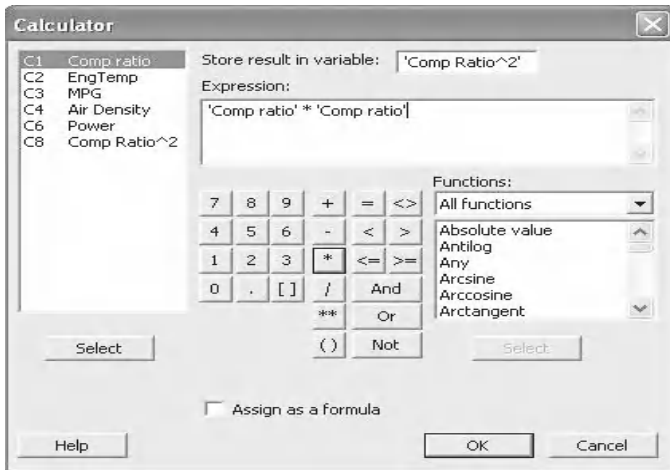 Calculator
C1 Comp ratio
C2 EngTemp
C3 MPG
C4 Air Density
C6 Power
C8 Comp Ratio^2
Store result in variable: 'Comp Ratio^2'
Expression:
'Comp ratio' * 'Comp ratio'
Functions:
All functions
7 8 9 + = <>
4 5 6 - < >
1 2 3 * <= >=
0 . [ ] / And
** Or
( ) Not
Absolute value
Antilog
Any
Arcsine
Arccosine
Arctangent
Select
Select
Assign as a formula
Help
OK
Cancel